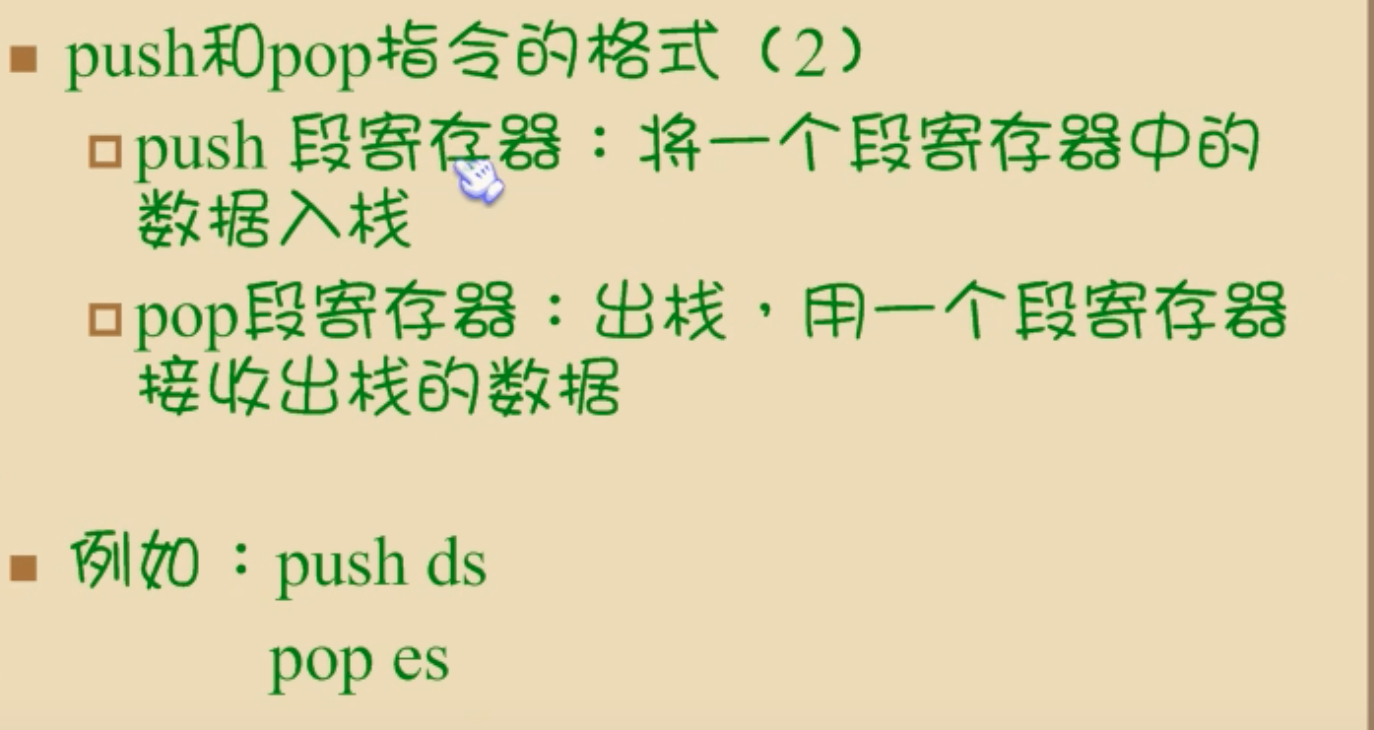 push和pop指令的格式（2）
push 段寄存器：将一个段寄存器中的
数据入栈
pop段寄存器：出栈，用一个段寄存器
接收出栈的数据
例如：push ds
pop es